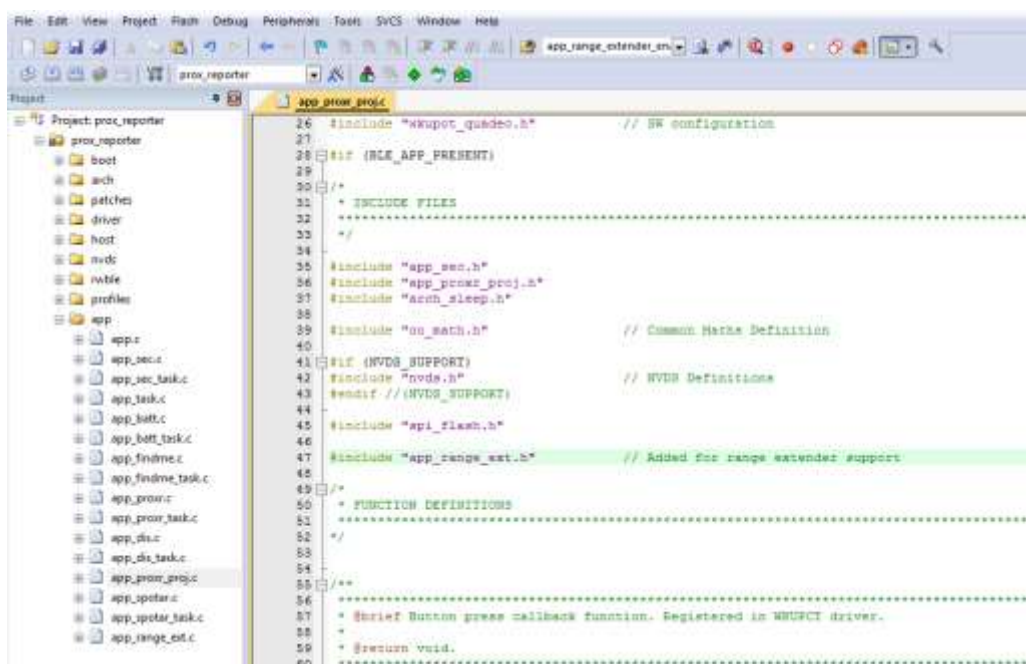 File Edit View Project Flash Debug Peripherals Tools SVCS Window Help
app_range_extender_en
prox_reporter
Project
app_proxr_proj.c
Project: prox_reporter
prox_reporter
boot
arch
patches
driver
host
nvds
rwble
profiles
app
app.c
app_sec.c
app_sec_task.c
app_task.c
app_batt.c
app_batt_task.c
app_findme.c
app_findme_task.c
app_proxr.c
app_proxr_task.c
app_dis.c
app_dis_task.c
app_proxr_proj.c
app_spotar.c
app_spotar_task.c
app_range_ext.c
26 #include "wkupct_quadec.h" // SW configuration
27
28 #if (BLE_APP_PRESENT)
29
30 /*
31 * INCLUDE FILES
32 ****************************************************************************************
33 */
34
35 #include "app_sec.h"
36 #include "app_proxr_proj.h"
37 #include "arch_sleep.h"
38
39 #include "co_math.h" // Common Maths Definition
40
41 #if (NVDS_SUPPORT)
42 #include "nvds.h" // NVDS Definitions
43 #endif //(NVDS_SUPPORT)
44
45 #include "spi_flash.h"
46
47 #include "app_range_ext.h" // Added for range extender support
48
49 /*
50 * FUNCTION DEFINITIONS
51 ****************************************************************************************
52 */
53
54
55 /**
56 ****************************************************************************************
57 * @brief Button press callback function. Registered in WKUPCT driver.
58 *
59 * @return void.
60 ****************************************************************************************